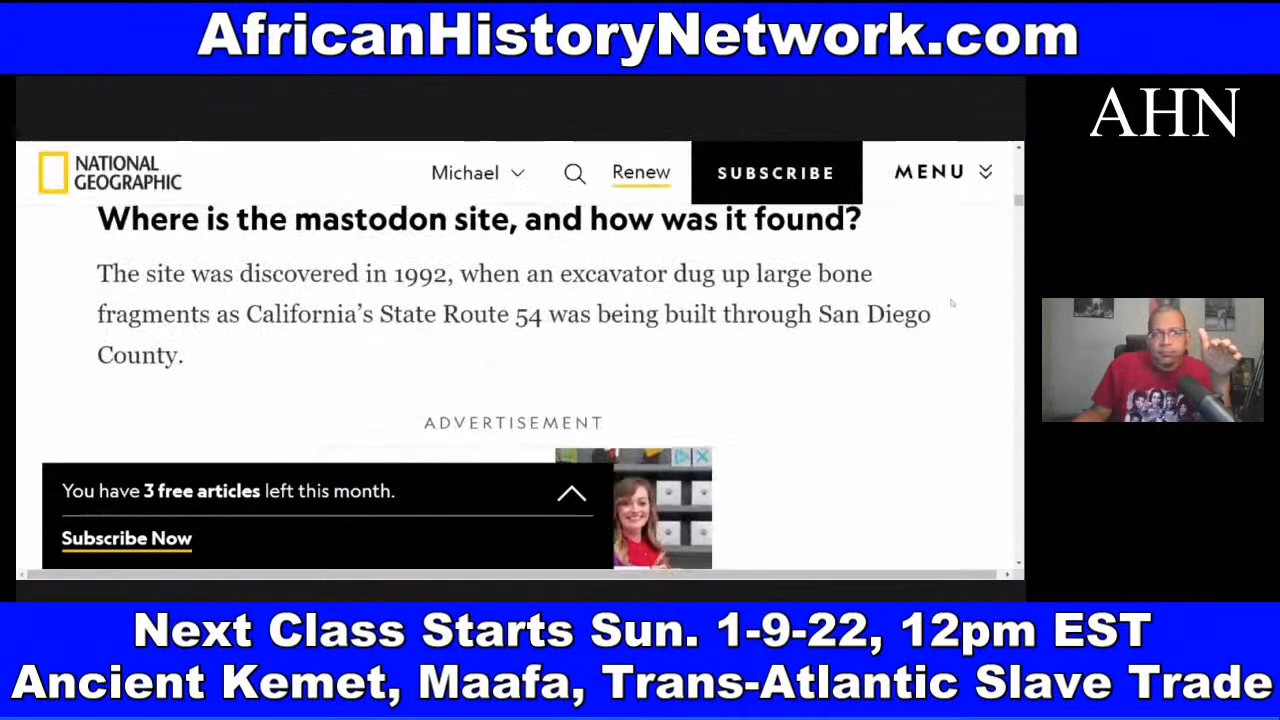 AfricanHistoryNetwork.com
AHN
NATIONAL
GEOGRAPHIC
Michael
Renew
SUBSCRIBE
MENU
Where is the mastodon site, and how was it found?
The site was discovered in 1992, when an excavator dug up large bone
fragments as California's State Route 54 was being built through San Diego
County.
ADVERTISEMENT
You have 3 free articles left this month.
Subscribe Now
Next Class Starts Sun. 1-9-22, 12pm EST
Ancient Kemet, Maafa, Trans-Atlantic Slave Trade